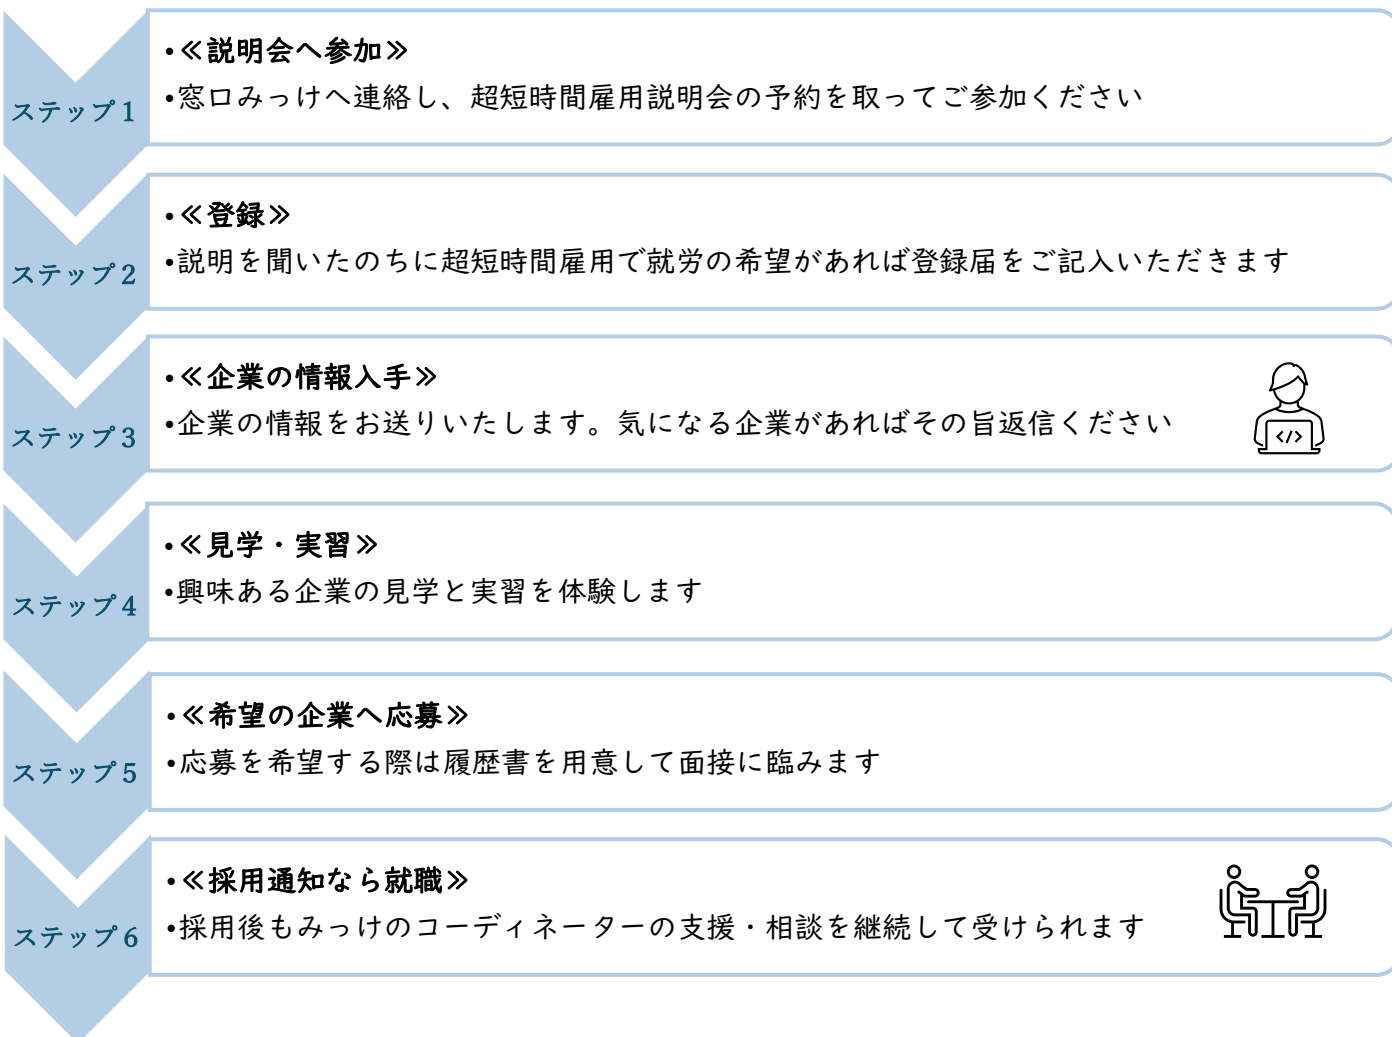 ステップ1
•≪説明会へ参加≫
•窓口みっけへ連絡し、超短時間雇用説明会の予約を取ってご参加ください
ステップ2
•≪登録≫
•説明を聞いたのちに超短時間雇用で就労の希望があれば登録届をご記入いただきます
ステップ3
•≪企業の情報入手≫
•企業の情報をお送りいたします。気になる企業があればその旨返信ください
</>
ステップ4
•≪見学・実習≫
•興味ある企業の見学と実習を体験します
ステップ5
•≪希望の企業へ応募≫
•応募を希望する際は履歴書を用意して面接に臨みます
ステップ6
•≪採用通知なら就職≫
•採用後もみっけのコーディネーターの支援・相談を継続して受けられます